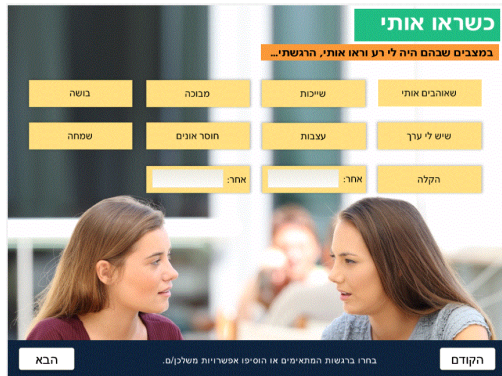 כשראו אותי
במצבים שבהם היה לי רע וראו אותי, הרגשתי...
שאוהבים אותי
שייכות
מבוכה
בושה
שיש לי ערך
עצבות
חוסר אונים
שמחה
הקלה
אחר:
אחר:
הקודם
בחרו ברגשות המתאימים או הוסיפו אפשרויות משלכן/ם.
הבא